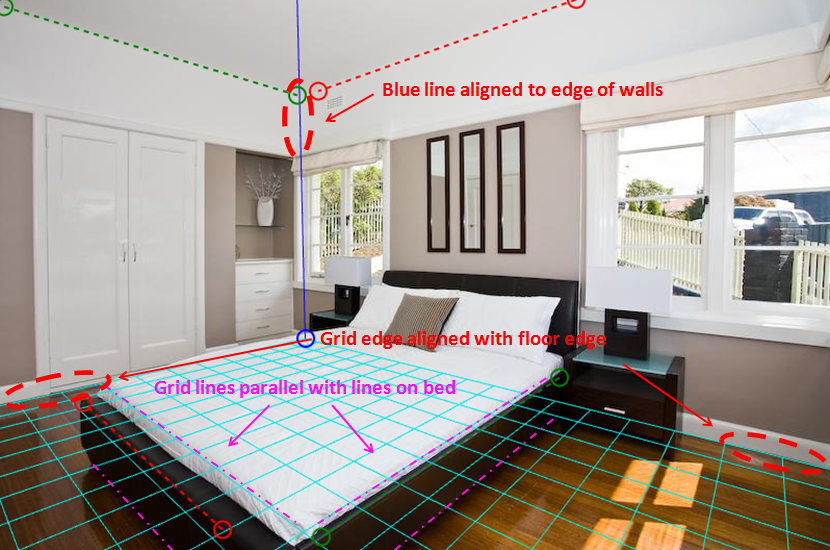 Blue line aligned to edge of walls
Grid edge aligned with floor edge
Grid lines parallel with lines on bed